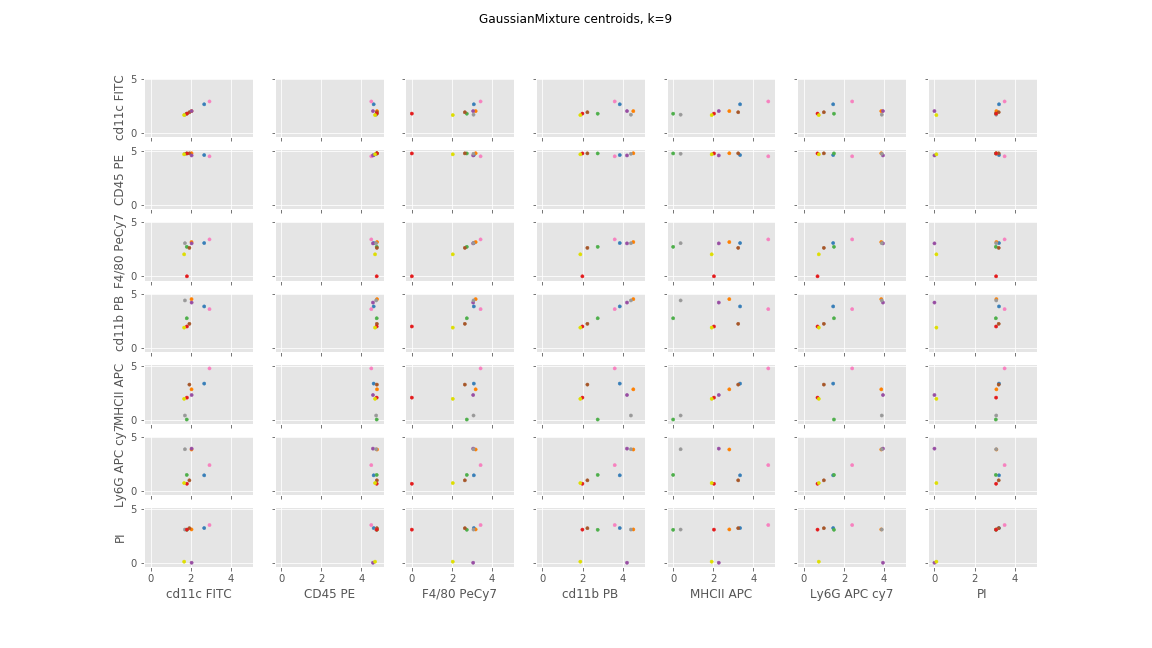 GaussianMixture centroids, k=9
cd11c FITC
5
0
CD45 PE
5
0
F4/80 PeCy7
5
0
cd11b PB
5
0
MHCII APC
5
0
Ly6G APC cy7
5
0
PI
5
0
0 2 4 0 2 4 0 2 4 0 2 4 0 2 4 0 2 4 0 2 4
cd11c FITC CD45 PE F4/80 PeCy7 cd11b PB MHCII APC Ly6G APC cy7 PI